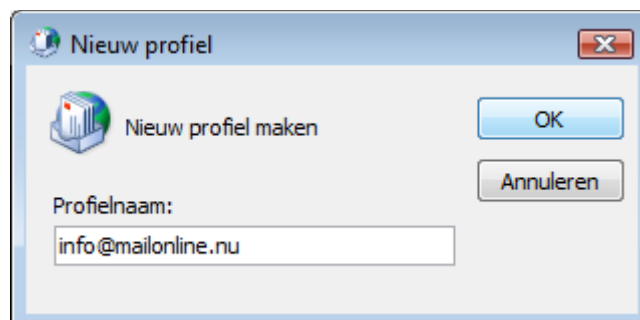 Nieuw profiel
Nieuw profiel maken
OK
Annuleren
Profielnaam:
info@mailonline.nu